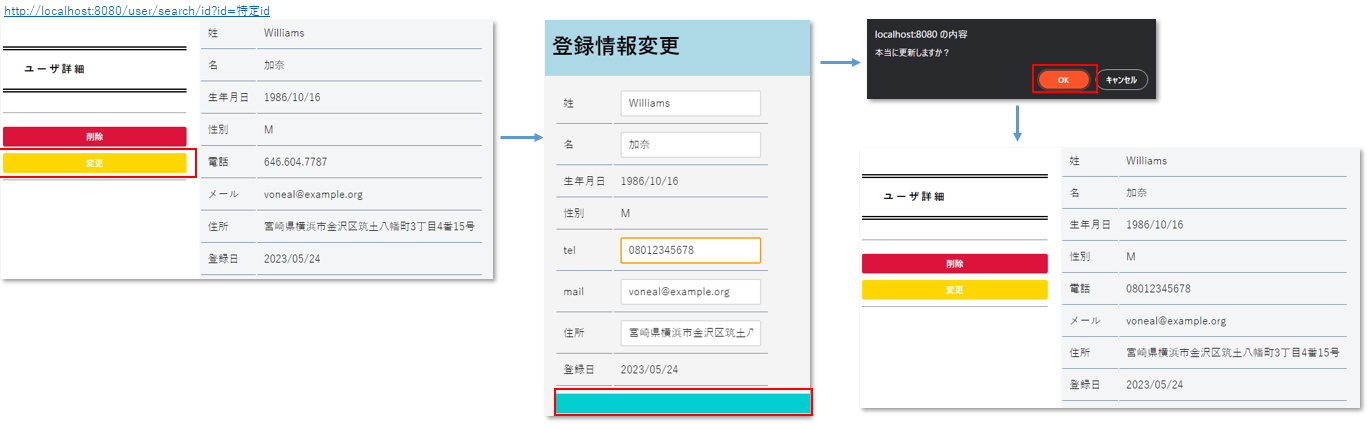 http://localhost:8080/user/search/id?id=特定id
ユーザ詳細
削除
変更
姓 Williams
名 加奈
生年月日 1986/10/16
性別 M
電話 646.604.7787
メール voneal@example.org
住所 宮崎県横浜市金沢区筑土八幡町3丁目4番15号
登録日 2023/05/24
登録情報変更
姓 Williams
名 加奈
生年月日 1986/10/16
性別 M
tel 08012345678
mail voneal@example.org
住所 宮崎県横浜市金沢区筑土八
登録日 2023/05/24
localhost:8080 の内容
本当に更新しますか？
OK キャンセル
ユーザ詳細
削除
変更
姓 Williams
名 加奈
生年月日 1986/10/16
性別 M
電話 08012345678
メール voneal@example.org
住所 宮崎県横浜市金沢区筑土八幡町3丁目4番15号
登録日 2023/05/24